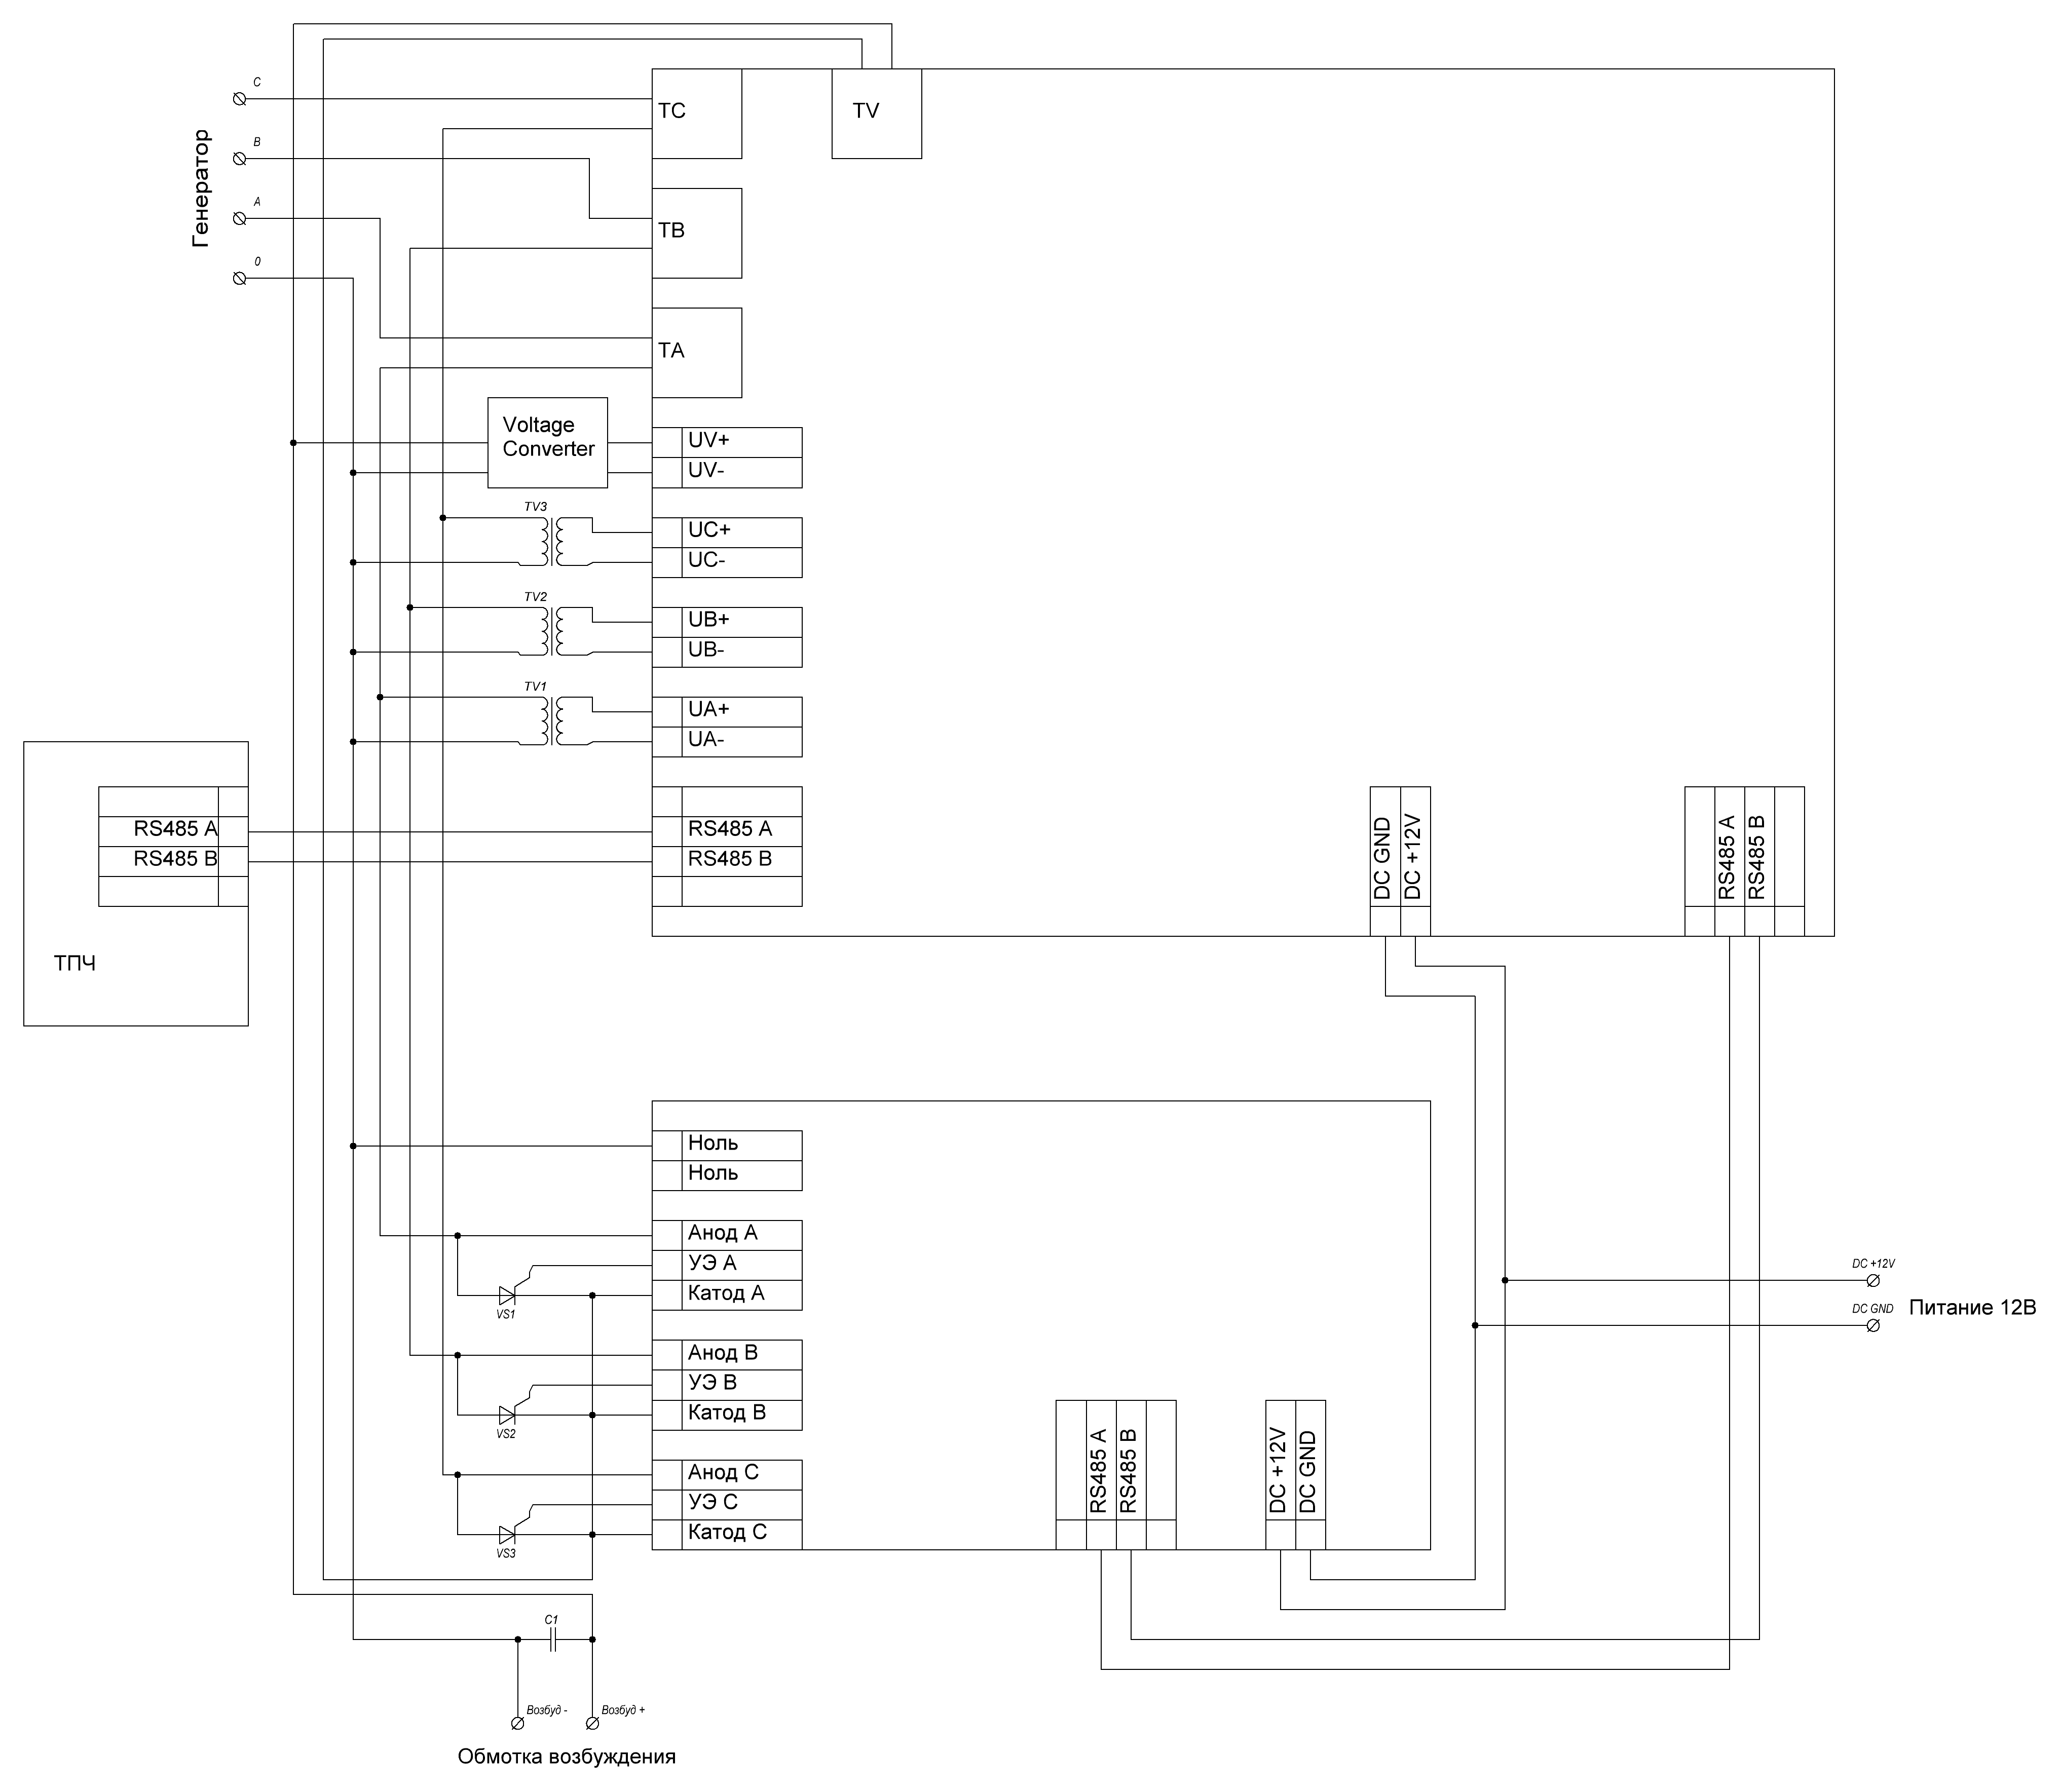 C
B
A
0
Генератор
TC
TV
TB
TA
Voltage
Converter
UV+
UV-
TV3
UC+
UC-
TV2
UB+
UB-
TV1
UA+
UA-
RS485 A
RS485 B
ТПЧ
RS485 A
RS485 B
DC GND
DC +12V
RS485 A
RS485 B
Ноль
Ноль
Анод А
УЭ А
Катод А
VS1
Анод В
УЭ В
Катод В
VS2
Анод С
УЭ С
Катод С
VS3
RS485 A
RS485 B
DC +12V
DC GND
DC +12V
DC GND
Питание 12В
C1
Возбуд -
Возбуд +
Обмотка возбуждения